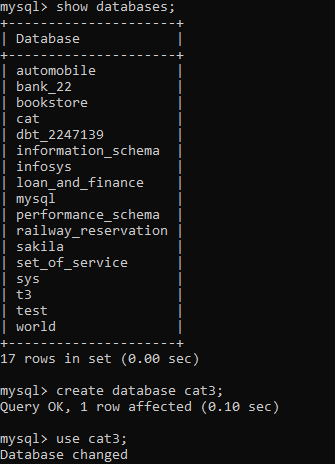 mysql> show databases;
+--------------------+
| Database           |
+--------------------+
| automobile         |
| bank_22            |
| bookstore          |
| cat                |
| dbt_2247139        |
| information_schema |
| infosys            |
| loan_and_finance   |
| mysql              |
| performance_schema |
| railway_reservation |
| sakila             |
| set_of_service     |
| sys                |
| t3                 |
| test               |
| world              |
+--------------------+
17 rows in set (0.00 sec)
mysql> create database cat3;
Query OK, 1 row affected (0.10 sec)
mysql> use cat3;
Database changed